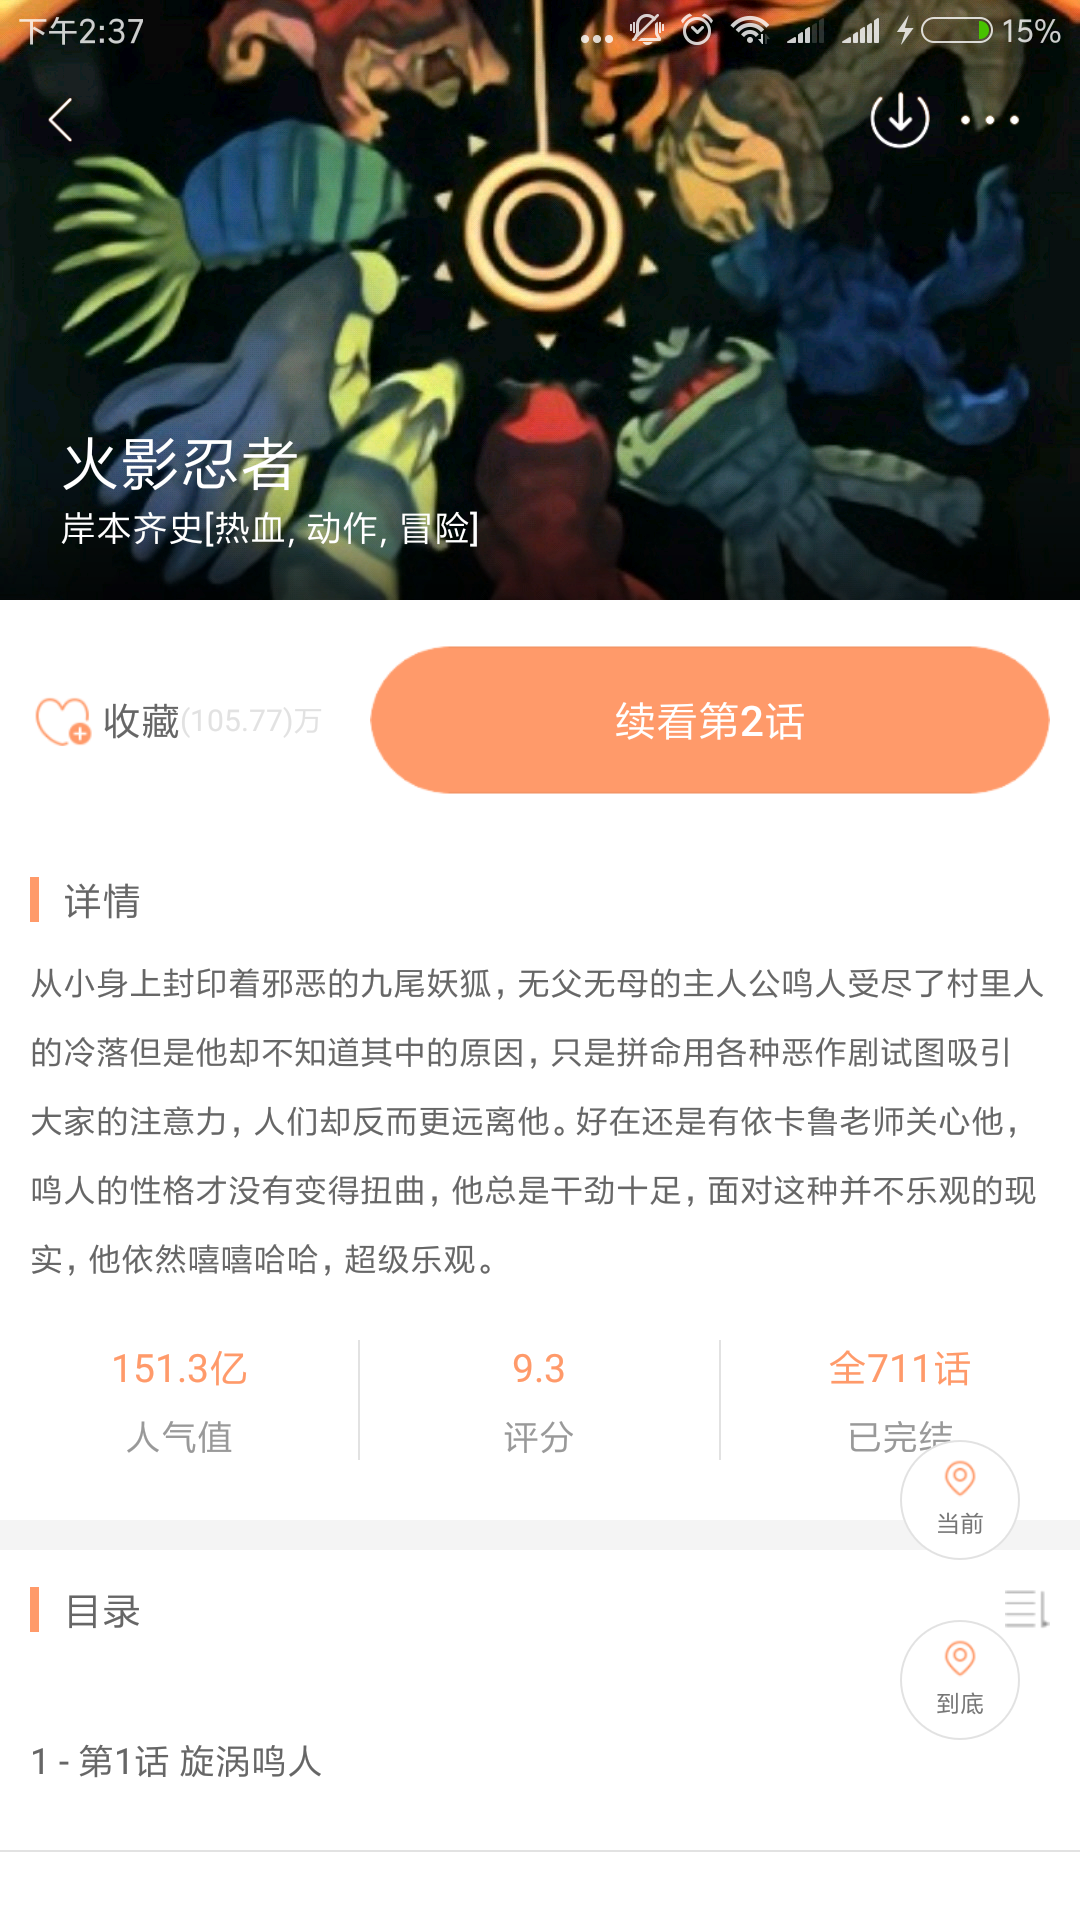 下午2:37
15%
火影忍者
岸本齐史[热血, 动作, 冒险]
收藏(105.77)万
续看第2话
详情
从小身上封印着邪恶的九尾妖狐，无父无母的主人公鸣人受尽了村里人
的冷落但是他却不知道其中的原因，只是拼命用各种恶作剧试图吸引
大家的注意力，人们却反而更远离他。好在还是有依卡鲁老师关心他，
鸣人的性格才没有变得扭曲，他总是干劲十足，面对这种并不乐观的现
实，他依然嘻嘻哈哈，超级乐观。
151.3亿
9.3
全711话
人气值
评分
已完结
当前
目录
到底
1 - 第1话 旋涡鸣人